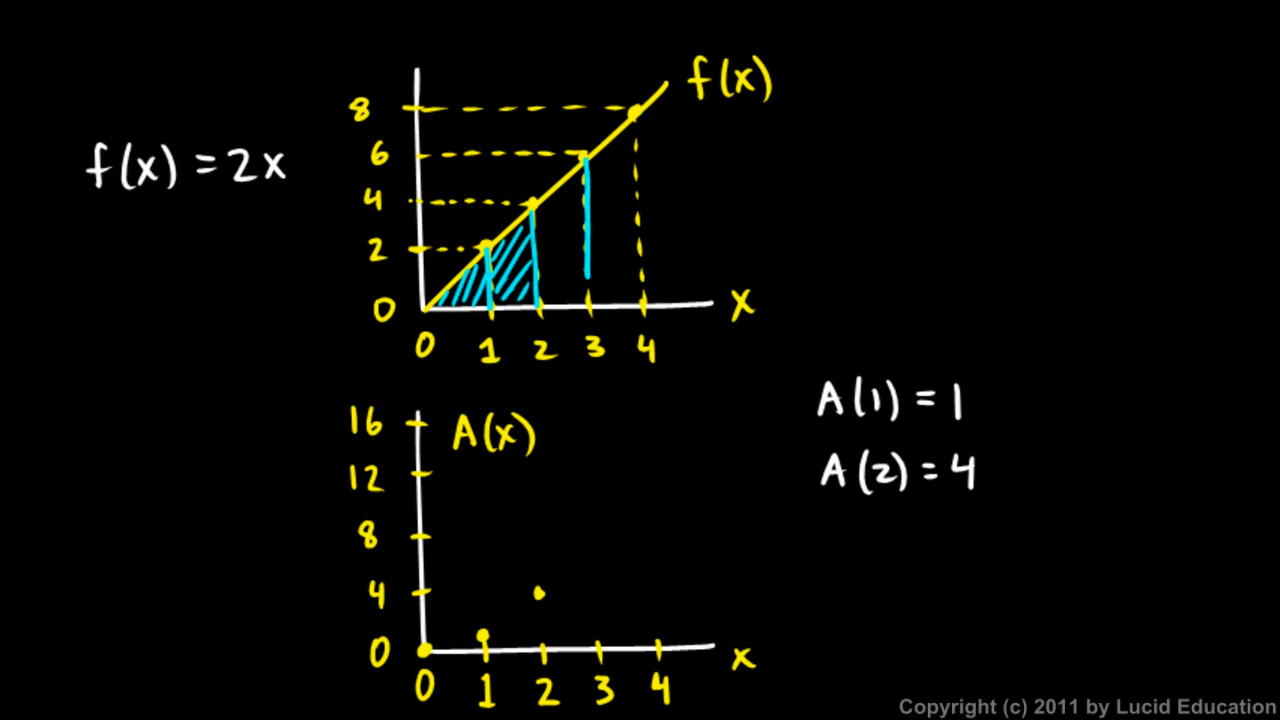 f(x)
8
6
f(x) = 2x
4
2
0
x
0 1 2 3 4
A(1) = 1
16
A(x)
12
A(2) = 4
8
4
0
x
0 1 2 3 4
Copyright (c) 2011 by Lucid Education